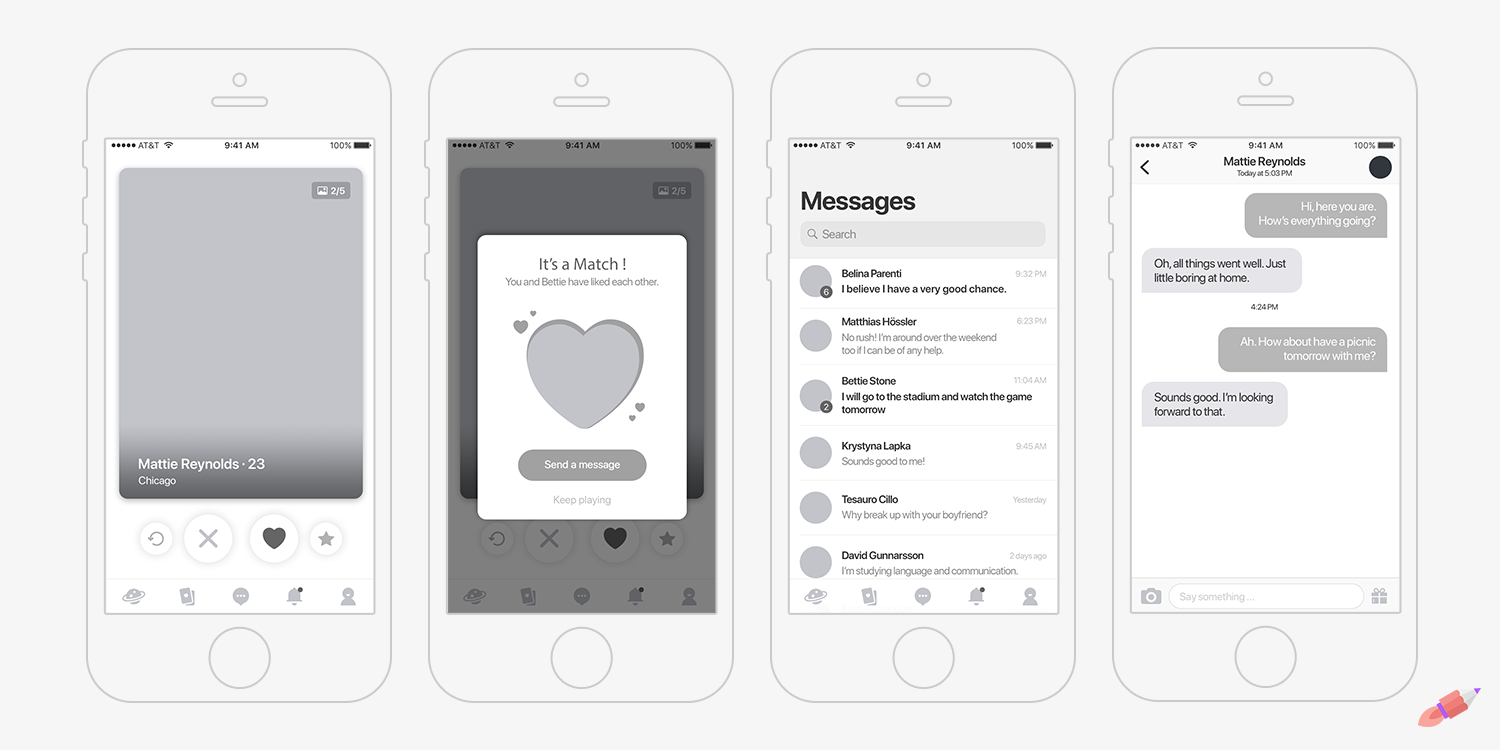 AT&T 9:41 AM 100%
2/5
Mattie Reynolds · 23
Chicago
AT&T 9:41 AM 100%
2/5
It's a Match !
You and Bettie have liked each other.
Send a message
Keep playing
AT&T 9:41 AM 100%
Messages
Search
Belina Parenti 9:32 PM
6
I believe I have a very good chance.
Matthias Hössler 6:23 PM
No rush! I'm around over the weekend
too if I can be of any help.
Bettie Stone 11:04 AM
I will go to the stadium and watch the game
2
tomorrow
Krystyna Lapka 9:45 AM
Sounds good to me!
Tesauro Cillo Yesterday
Why break up with your boyfriend?
David Gunnarsson 2 days ago
I'm studying language and communication.
AT&T 9:41 AM 100%
Mattie Reynolds
Today at 5:03 PM
Hi, here you are.
How's everything going?
Oh, all things went well. Just
little boring at home.
4:24 PM
Ah. How about have a picnic
tomorrow with me?
Sounds good. I'm looking
forward to that.
Say something ...